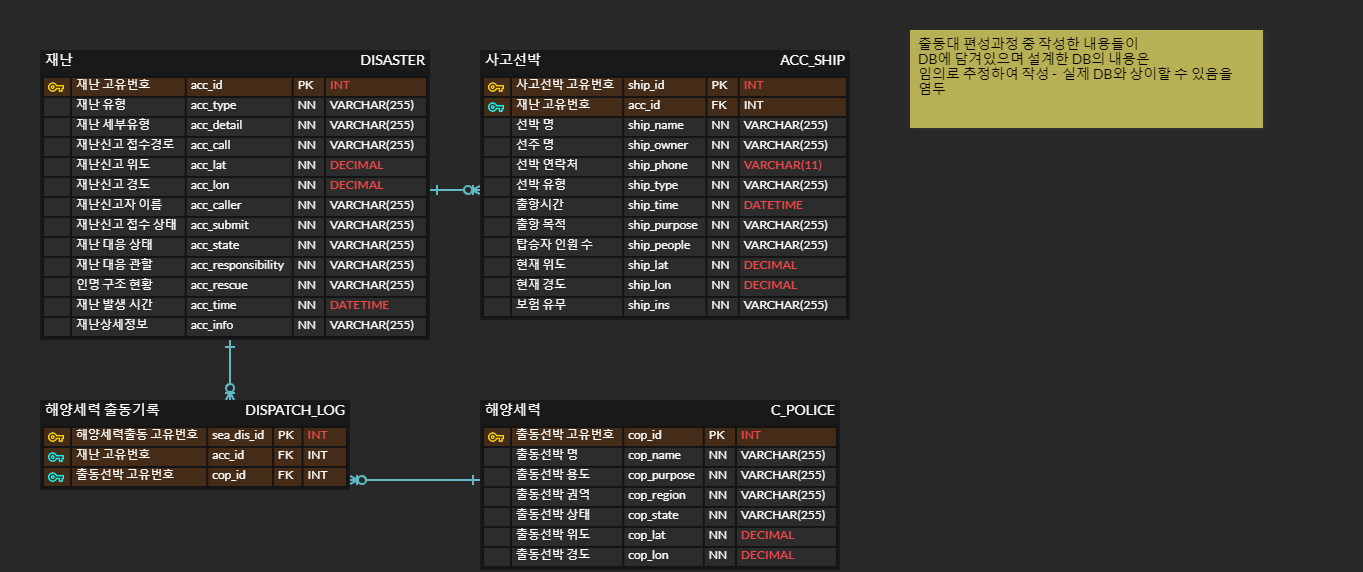 재난 DISASTER
재난 고유번호 acc_id PK INT
재난 유형 acc_type NN VARCHAR(255)
재난 세부유형 acc_detail NN VARCHAR(255)
재난신고 접수경로 acc_call NN VARCHAR(255)
재난신고 위도 acc_lat NN DECIMAL
재난신고 경도 acc_lon NN DECIMAL
재난신고자 이름 acc_caller NN VARCHAR(255)
재난신고 접수 상태 acc_submit NN VARCHAR(255)
재난 대응 상태 acc_state NN VARCHAR(255)
재난 대응 관할 acc_responsibility NN VARCHAR(255)
인명 구조 현황 acc_rescue NN VARCHAR(255)
재난 발생 시간 acc_time NN DATETIME
재난상세정보 acc_info NN VARCHAR(255)
사고선박 ACC_SHIP
사고선박 고유번호 ship_id PK INT
재난 고유번호 acc_id FK INT
선박 명 ship_name NN VARCHAR(255)
선주 명 ship_owner NN VARCHAR(255)
선박 연락처 ship_phone NN VARCHAR(11)
선박 유형 ship_type NN VARCHAR(255)
출항시간 ship_time NN DATETIME
출항 목적 ship_purpose NN VARCHAR(255)
탑승자 인원 수 ship_people NN VARCHAR(255)
현재 위도 ship_lat NN DECIMAL
현재 경도 ship_lon NN DECIMAL
보험 유무 ship_ins NN VARCHAR(255)
출동대 편성과정 중 작성한 내용들이
DB에 담겨있으며 설계한 DB의 내용은
임의로 추정하여 작성 - 실제 DB와 상이할 수 있음을
염두
해양세력 출동기록 DISPATCH_LOG
해양세력출동 고유번호 sea_dis_id PK INT
재난 고유번호 acc_id FK INT
출동선박 고유번호 cop_id FK INT
해양세력 C_POLICE
출동선박 고유번호 cop_id PK INT
출동선박 명 cop_name NN VARCHAR(255)
출동선박 용도 cop_purpose NN VARCHAR(255)
출동선박 권역 cop_region NN VARCHAR(255)
출동선박 상태 cop_state NN VARCHAR(255)
출동선박 위도 cop_lat NN DECIMAL
출동선박 경도 cop_lon NN DECIMAL